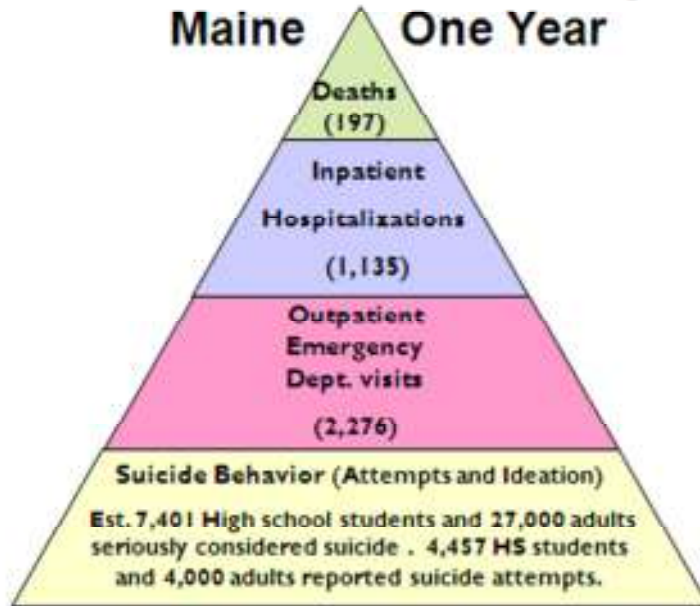 Maine One Year
Deaths
(197)
Inpatient
Hospitalizations
(1,135)
Outpatient
Emergency
Dept. visits
(2,276)
Suicide Behavior (Attempts and Ideation)
Est. 7,401 High school students and 27,000 adults
seriously considered suicide . 4,457 HS students
and 4,000 adults reported suicide attempts.